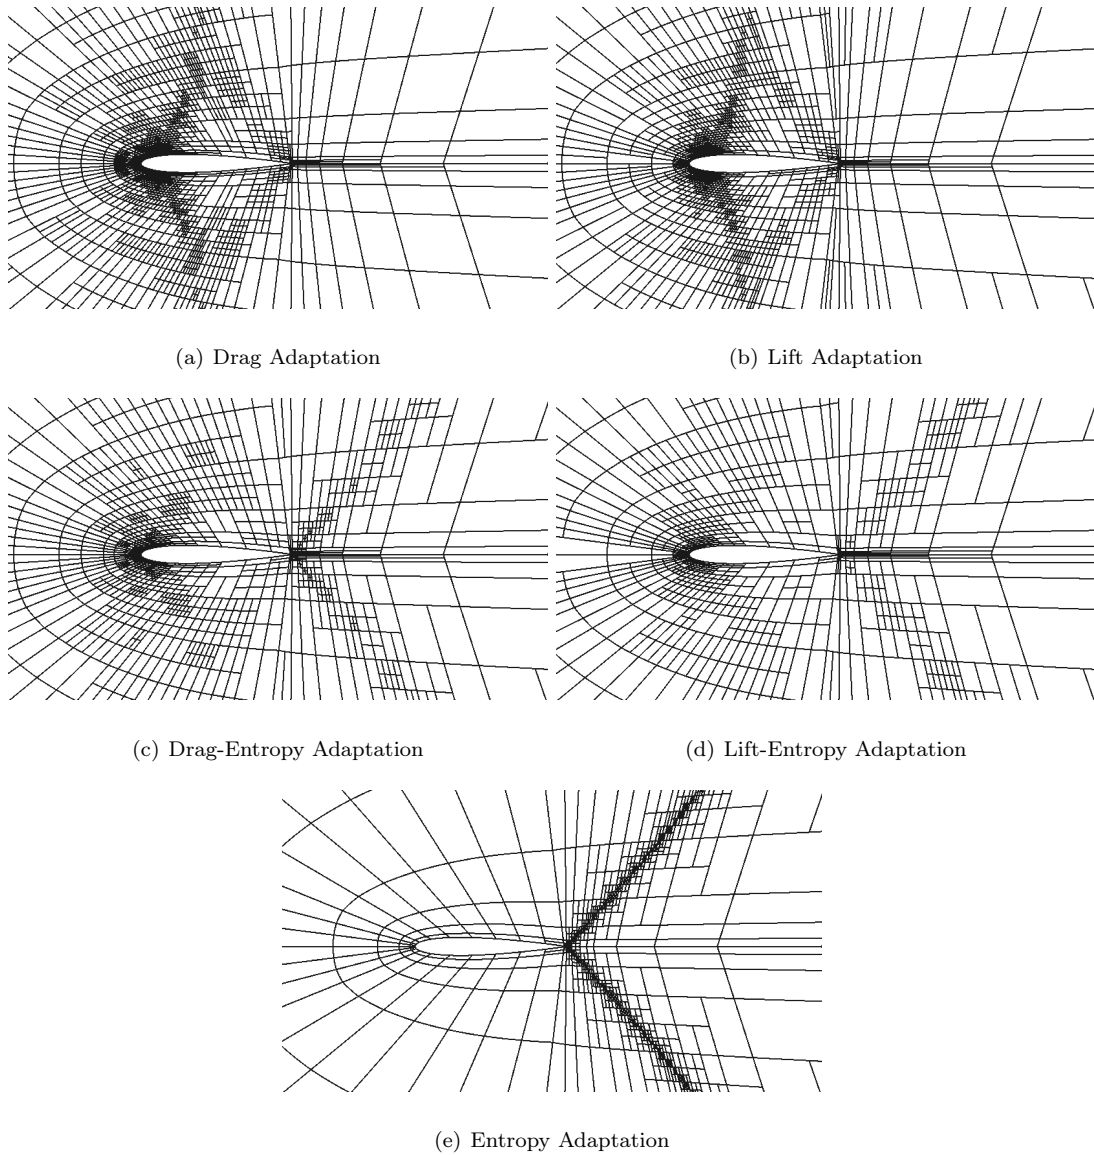 (a) Drag Adaptation
(b) Lift Adaptation
(c) Drag-Entropy Adaptation
(d) Lift-Entropy Adaptation
(e) Entropy Adaptation